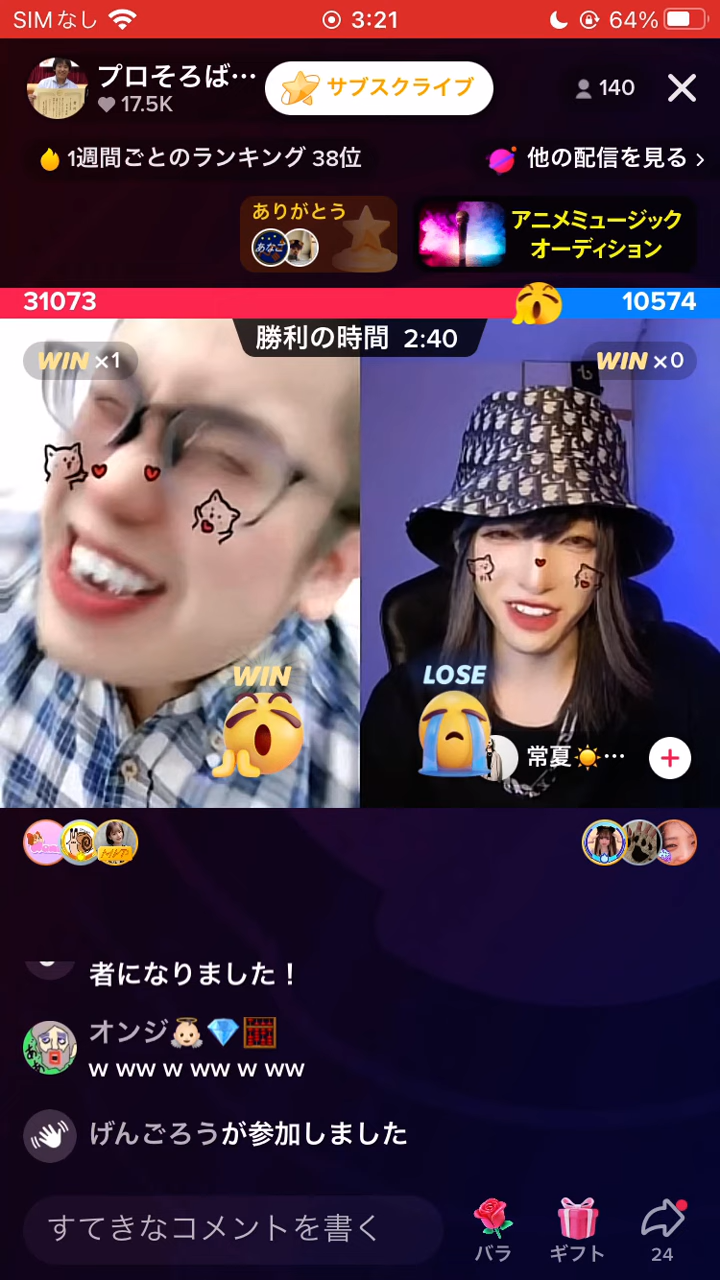 SIMなし 3:21 64%
プロそろば…
サブスクライブ
140
17.5K
1週間ごとのランキング 38位
他の配信を見る
ありがとう
あなご
アニメミュージック
オーディション
31073
10574
勝利の時間 2:40
WIN ×1
WIN ×0
WIN
LOSE
常夏☀️…
者になりました！
オンジ👼💎🧮
w ww w ww w ww
げんごろうが参加しました
すてきなコメントを書く
バラ
ギフト
24